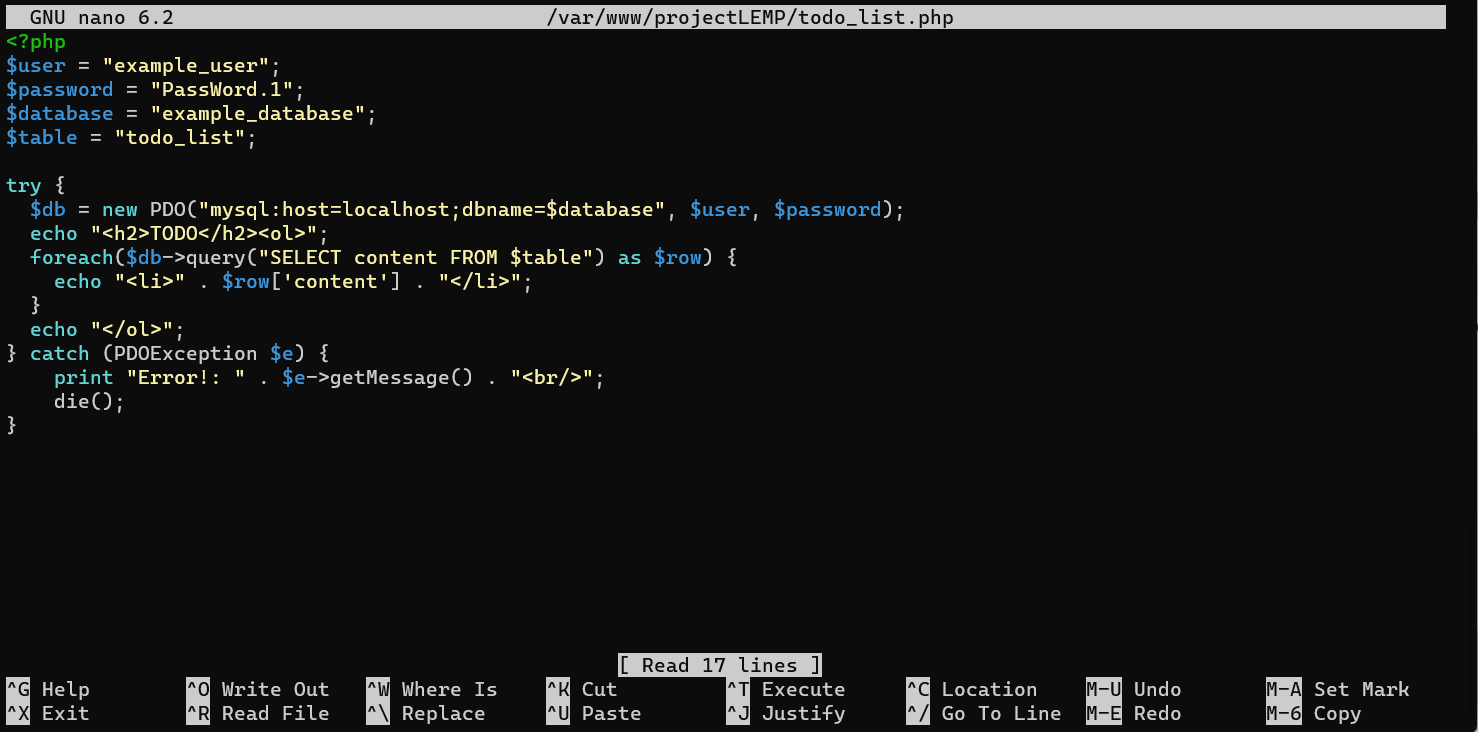 GNU nano 6.2 /var/www/projectLEMP/todo_list.php
<?php
$user = "example_user";
$password = "PassWord.1";
$database = "example_database";
$table = "todo_list";

try {
  $db = new PDO("mysql:host=localhost;dbname=$database", $user, $password);
  echo "<h2>TODO</h2><ol>";
  foreach($db->query("SELECT content FROM $table") as $row) {
    echo "<li>" . $row['content'] . "</li>";
  }
  echo "</ol>";
} catch (PDOException $e) {
    print "Error!: " . $e->getMessage() . "<br/>";
    die();
}
[ Read 17 lines ]
^G Help ^O Write Out ^W Where Is ^K Cut ^T Execute ^C Location M-U Undo M-A Set Mark
^X Exit ^R Read File ^\ Replace ^U Paste ^J Justify ^/ Go To Line M-E Redo M-6 Copy